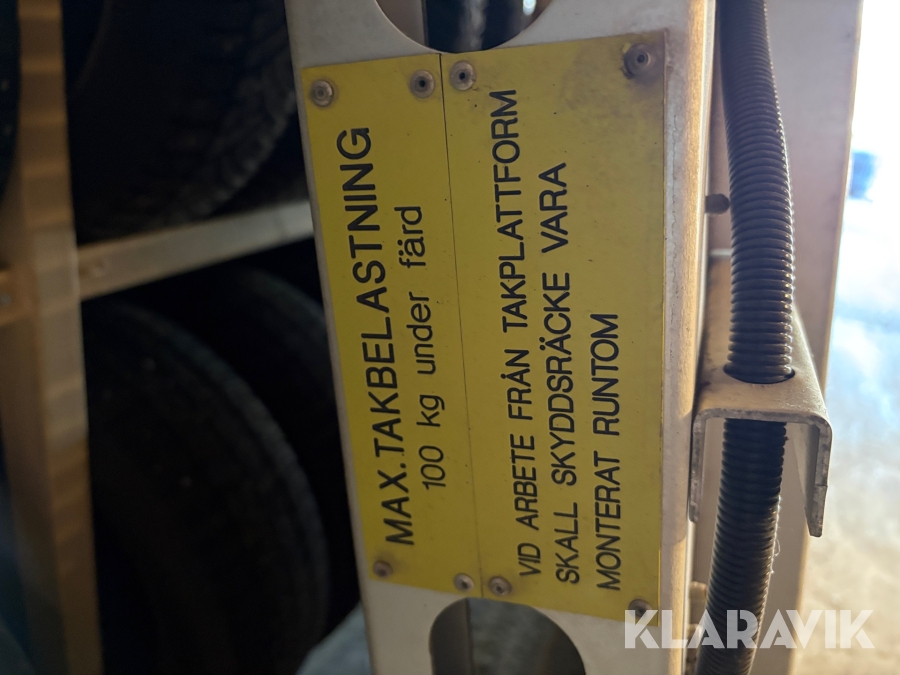 MAX.TAKBELASTNING
100 kg under färd
VID ARBETE FRÅN TAKPLATTFORM
SKALL SKYDDSRÄCKE VARA
MONTERAT RUNTOM
KLARAVIK